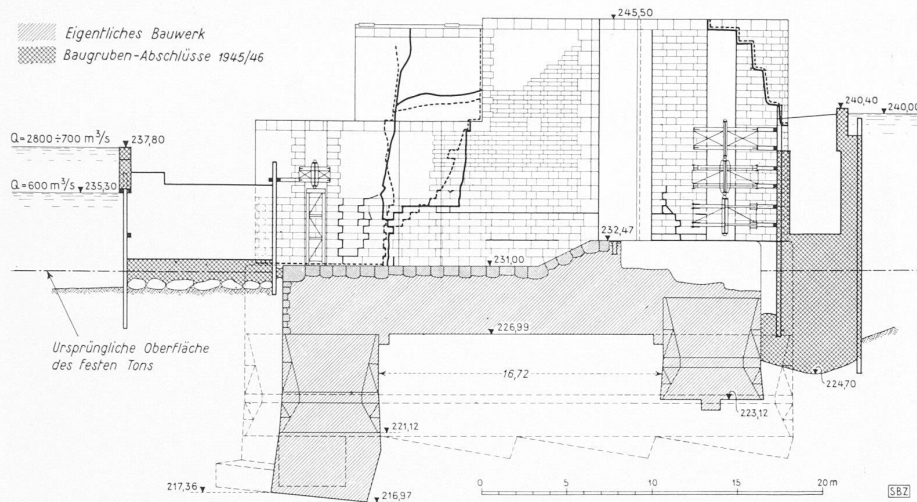 Eigentliches Bauwerk
Baugruben-Abschlüsse 1945/46
245,50
240,40
240,00
Q=2800÷700 m³/s
237,80
Q=600 m³/s
235,30
232,47
231,00
226,99
Ursprüngliche Oberfläche
des festen Tons
16,72
224,70
223,12
221,12
217,36
216,97
0
5
10
15
20 m
SBZ